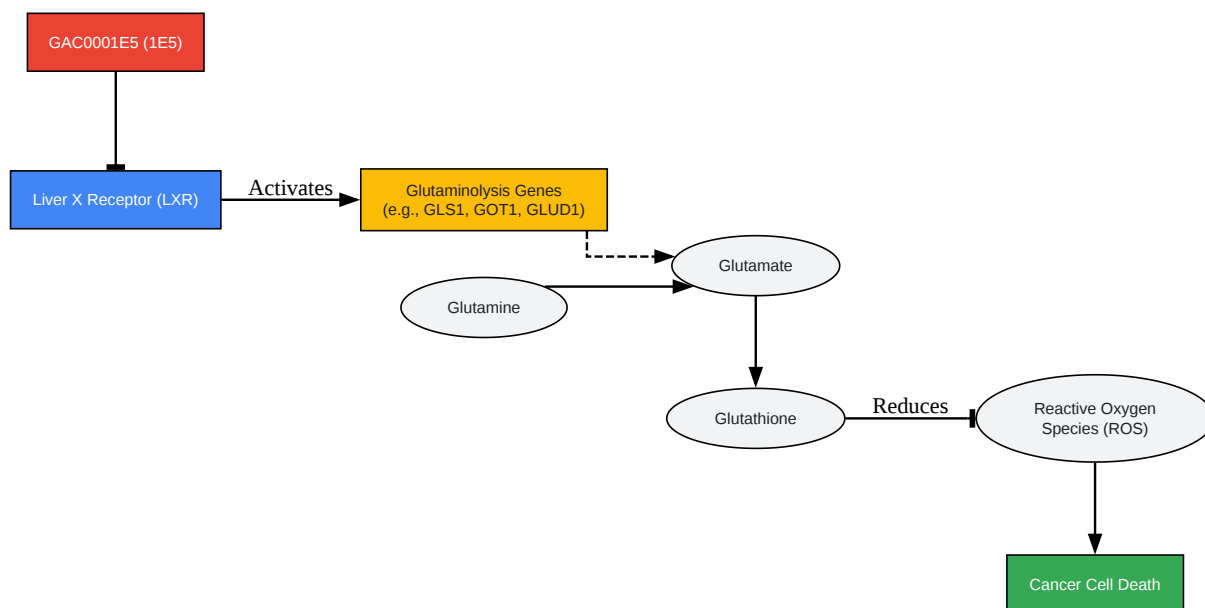 GAC0001E5 (1E5)
Liver X Receptor (LXR)
Activates
Glutaminolysis Genes
(e.g., GLS1, GOT1, GLUD1)
Glutamate
Glutamine
Glutathione
Reduces
Reactive Oxygen
Species (ROS)
Cancer Cell Death